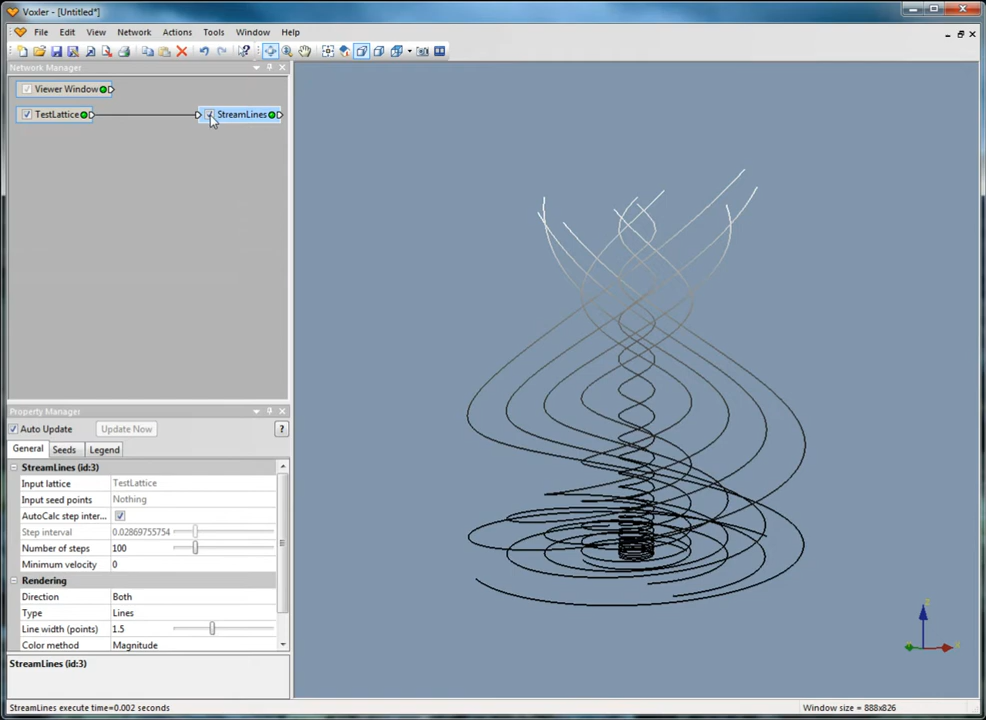 Voxler - [Untitled*]
File Edit View Network Actions Tools Window Help
Network Manager
Viewer Window
TestLattice
StreamLines
Property Manager
Auto Update
Update Now
?
General Seeds Legend
StreamLines (id:3)
Input lattice TestLattice
Input seed points Nothing
AutoCalc step inter...
Step interval 0.02869755754
Number of steps 100
Minimum velocity 0
Rendering
Direction Both
Type Lines
Line width (points) 1.5
Color method Magnitude
StreamLines (id:3)
StreamLines execute time=0.002 seconds
Window size = 888x826